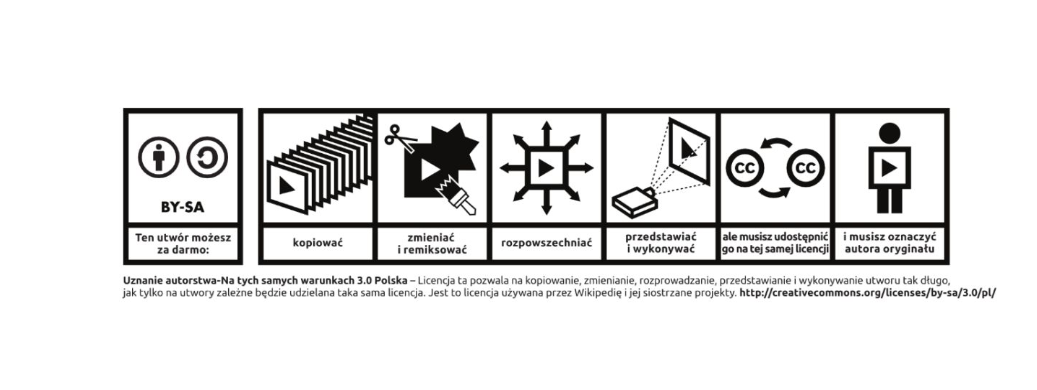 BY-SA
Ten utwór możesz
za darmo:
kopiować
zmieniać
i remiksować
rozpowszechniać
przedstawiać
i wykonywać
CC CC
ale musisz udostępnić
go na tej samej licencji
i musisz oznaczyć
autora oryginału
Uznanie autorstwa-Na tych samych warunkach 3.0 Polska – Licencja ta pozwala na kopiowanie, zmienianie, rozprowadzanie, przedstawianie i wykonywanie utworu tak długo,
jak tylko na utwory zależne będzie udzielana taka sama licencja. Jest to licencja używana przez Wikipedię i jej siostrzane projekty. http://creativecommons.org/licenses/by-sa/3.0/pl/